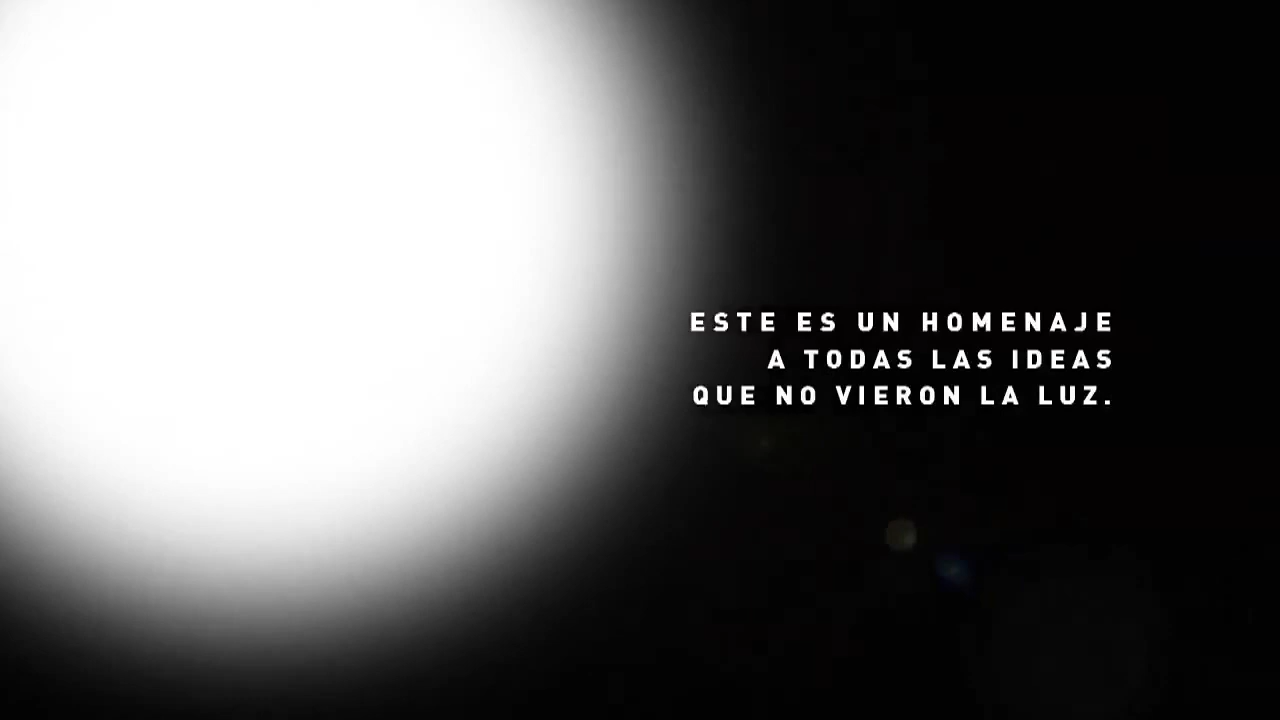 ESTE ES UN HOMENAJE
A TODAS LAS IDEAS
QUE NO VIERON LA LUZ.